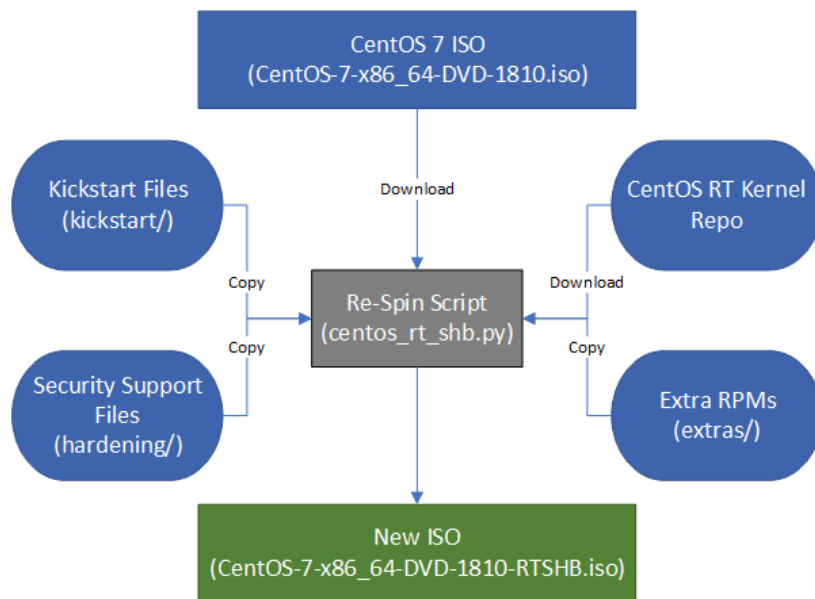 CentOS 7 ISO
(CentOS-7-x86_64-DVD-1810.iso)
Download
Kickstart Files
(kickstart/)
CentOS RT Kernel
Repo
Copy
Download
Re-Spin Script
(centos_rt_shb.py)
Copy
Copy
Security Support
Files
(hardening/)
Extra RPMs
(extras/)
New ISO
(CentOS-7-x86_64-DVD-1810-RTSHB.iso)